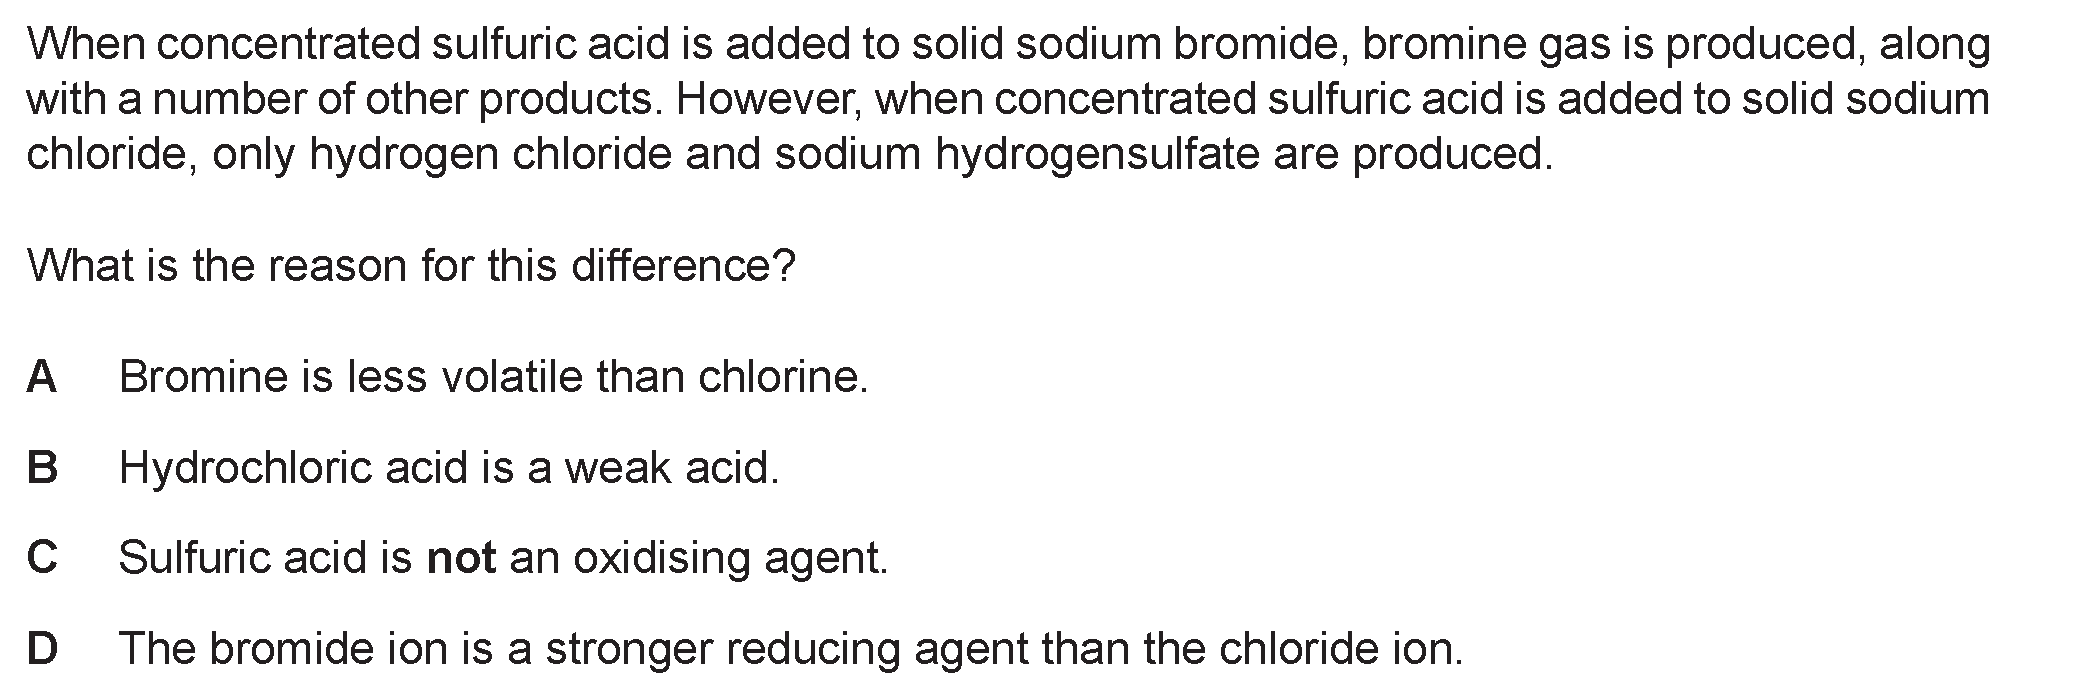 When concentrated sulfuric acid is added to solid sodium bromide, bromine gas is produced, along
with a number of other products. However, when concentrated sulfuric acid is added to solid sodium
chloride, only hydrogen chloride and sodium hydrogensulfate are produced.
What is the reason for this difference?
A Bromine is less volatile than chlorine.
B Hydrochloric acid is a weak acid.
C Sulfuric acid is not an oxidising agent.
D The bromide ion is a stronger reducing agent than the chloride ion.